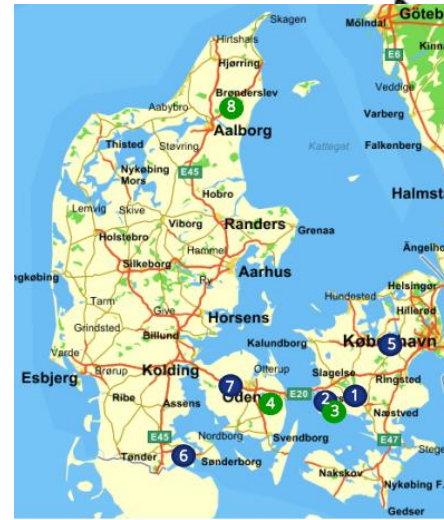 Skagen
Göteb
Mölndal
Hirtshals
Kinn
Hjørring
E6
Brønderslev
Veddige
8
Aabybro
Varberg
Aalborg
Thisted
Støvring
Kattegat
Falkenberg
Nykøbing
Mors
E45
Hobro
Halmst
Lemvig
Skive
Viborg
Randers
Holstebro
Hammel
Grenaa
Ängelho
Silkeborg
Aarhus
Helsingør
ngkøbing
Ry
Hundested
Hillerød
Tarm
Give
Horsens
Grindsted
Billund
Kalundborg
København
5
Varde
Otterup
Slagelse
Esbjerg
Brørup
Kolding
7
Ringsted
E20
Ribe
Assens
Oden
4
2
1
3
Næstved
E45
Nordborg
Svendborg
E47
Tønder
6
Sønderborg
Stege
Nakskov
Nykøbing F.
Gedser